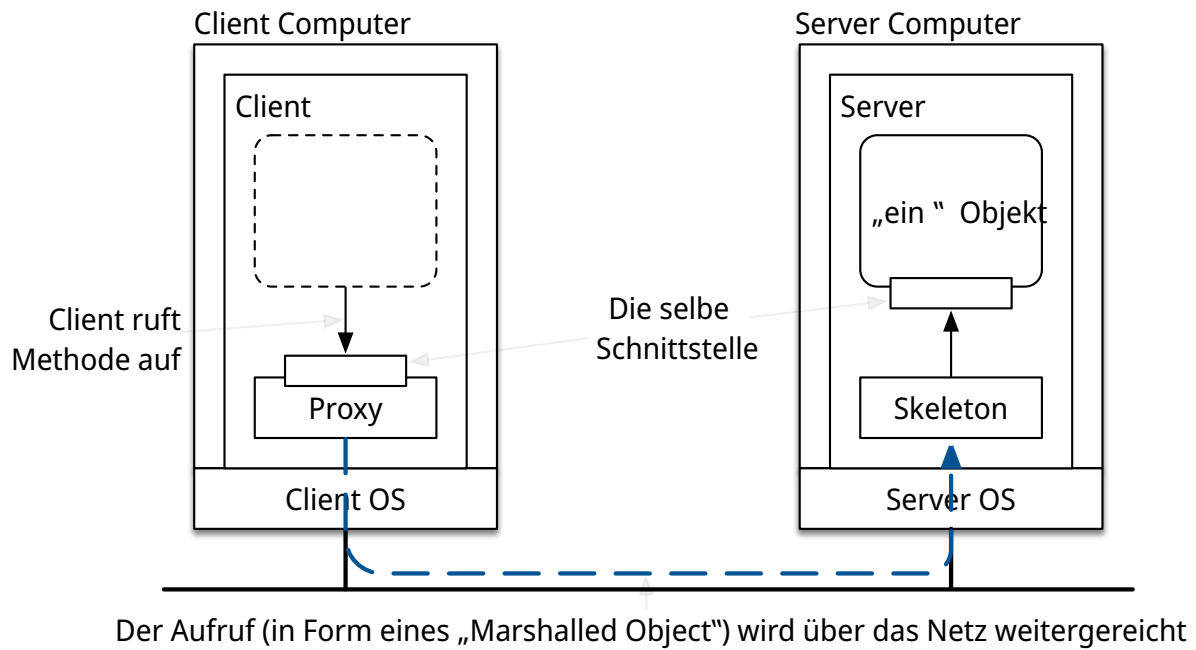 Client Computer
Server Computer
Client
Server
„ein “ Objekt
Client ruft
Methode auf
Die selbe
Schnittstelle
Proxy
Skeleton
Client OS
Server OS
Der Aufruf (in Form eines „Marshalled Object“) wird über das Netz weitergereicht